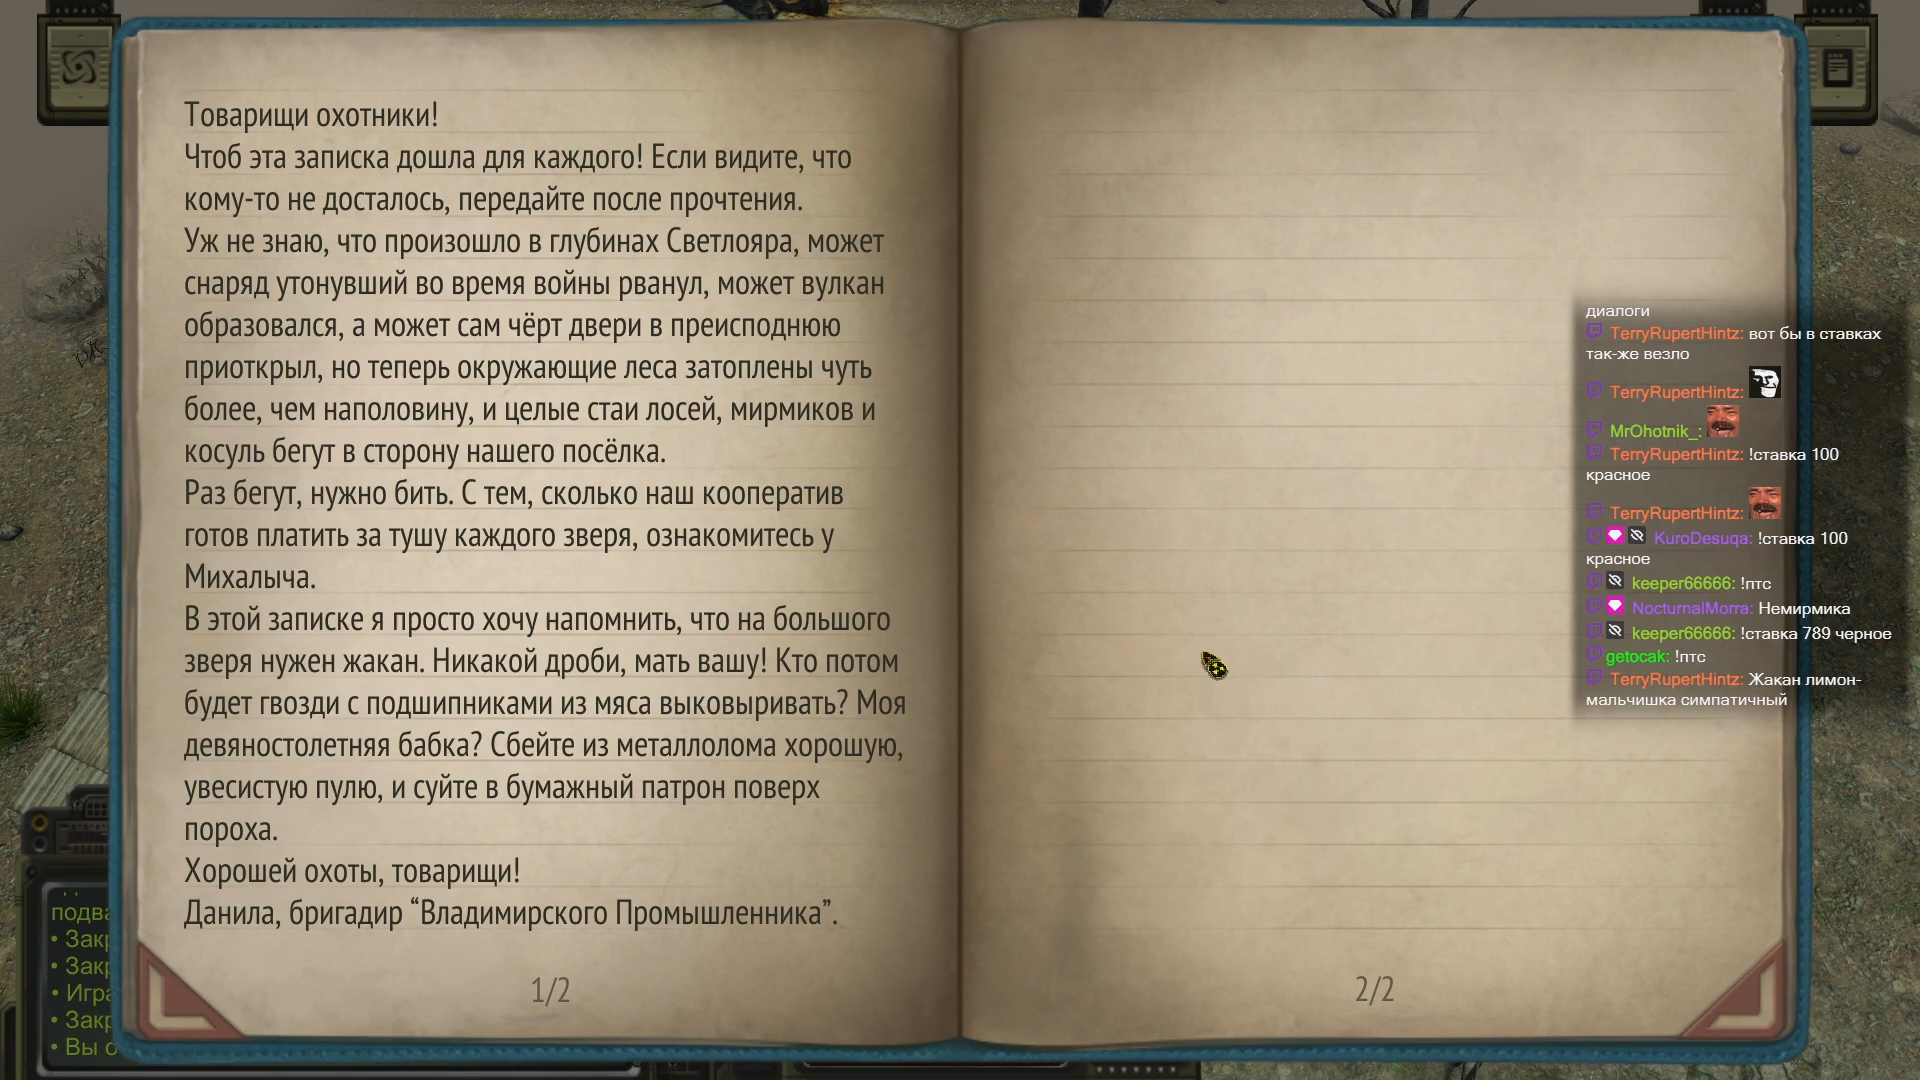 Товарищи охотники!
Чтоб эта записка дошла для каждого! Если видите, что
кому-то не досталось, передайте после прочтения.
Уж не знаю, что произошло в глубинах Светлояра, может
снаряд утонувший во время войны рванул, может вулкан
образовался, а может сам чёрт двери в преисподнюю
приоткрыл, но теперь окружающие леса затоплены чуть
более, чем наполовину, и целые стаи лосей, мирмиков и
косуль бегут в сторону нашего посёлка.
Раз бегут, нужно бить. С тем, сколько наш кооператив
готов платить за тушу каждого зверя, ознакомитесь у
Михалыча.
В этой записке я просто хочу напомнить, что на большого
зверя нужен жакан. Никакой дроби, мать вашу! Кто потом
будет гвозди с подшипниками из мяса выковыривать? Моя
девяностолетняя бабка? Сбейте из металлолома хорошую,
увесистую пулю, и суйте в бумажный патрон поверх
пороха.
Хорошей охоты, товарищи!
Данила, бригадир “Владимирского Промышленника”.
1/2
2/2
диалоги
TerryRupertHintz: вот бы в ставках
так-же везло
TerryRupertHintz:
MrOhotnik_:
TerryRupertHintz: !ставка 100
красное
TerryRupertHintz:
KuroDesuqa: !ставка 100
красное
keeper66666: !птс
NocturnalMorra: Немирмика
keeper66666: !ставка 789 черное
getocak: !птс
TerryRupertHintz: Жакан лимон-
мальчишка симпатичный
• Вы о